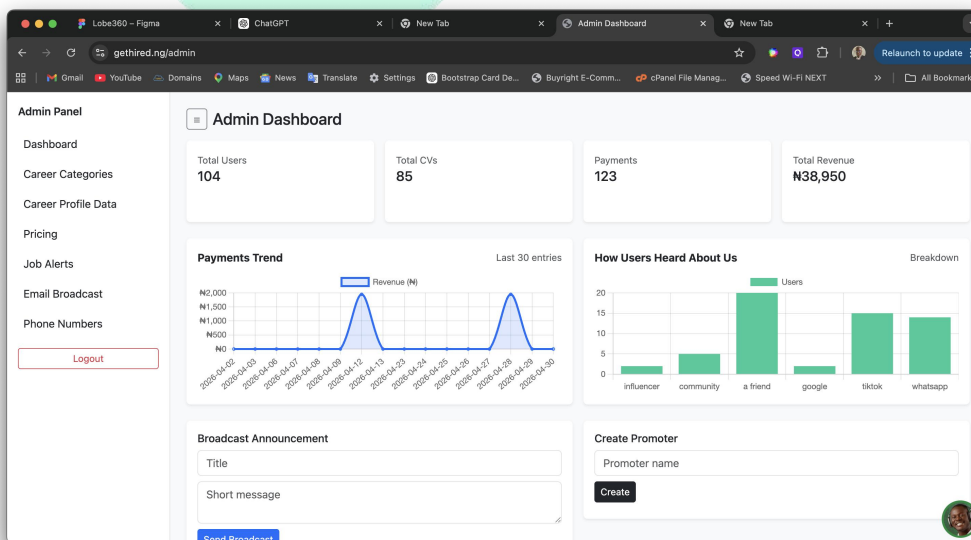 Lobe360 – Figma
ChatGPT
New Tab
Admin Dashboard
New Tab
gethired.ng/admin
Relaunch to update
Gmail
YouTube
Domains
Maps
News
Translate
Settings
Bootstrap Card De...
Buyright E-Comm...
cPanel File Manag...
Speed Wi-Fi NEXT
All Bookmark
Admin Panel
Dashboard
Career Categories
Career Profile Data
Pricing
Job Alerts
Email Broadcast
Phone Numbers
Logout
Admin Dashboard
Total Users
104
Total CVs
85
Payments
123
Total Revenue
₦38,950
Payments Trend
Last 30 entries
Revenue (₦)
₦2,000
₦1,500
₦1,000
₦500
₦0
2026-04-02
2026-04-03
2026-04-06
2026-04-07
2026-04-08
2026-04-09
2026-04-12
2026-04-13
2026-04-23
2026-04-24
2026-04-25
2026-04-26
2026-04-27
2026-04-28
2026-04-29
2026-04-30
How Users Heard About Us
Breakdown
Users
20
15
10
5
0
influencer
community
a friend
google
tiktok
whatsapp
Broadcast Announcement
Title
Short message
Send Broadcast
Create Promoter
Promoter name
Create